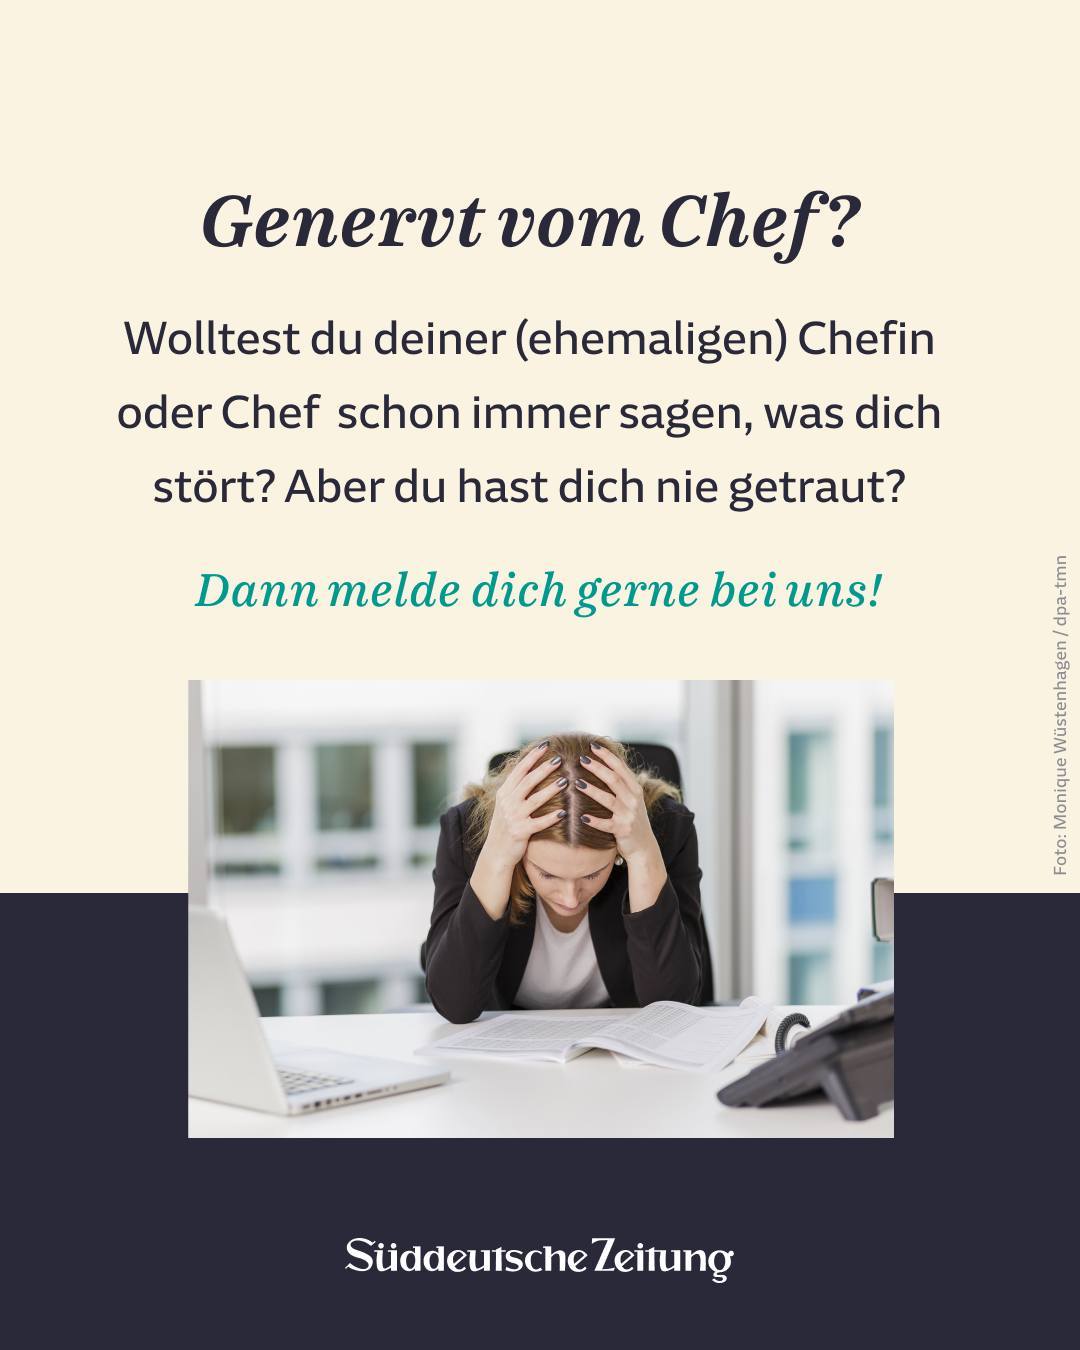 Genervt vom Chef?
Wolltest du deiner (ehemaligen) Chefin
oder Chef schon immer sagen, was dich
stört? Aber du hast dich nie getraut?
Dann melde dich gerne bei uns!
Foto: Monique Wüstenhagen / dpa-tmn
Süddeutsche Zeitung